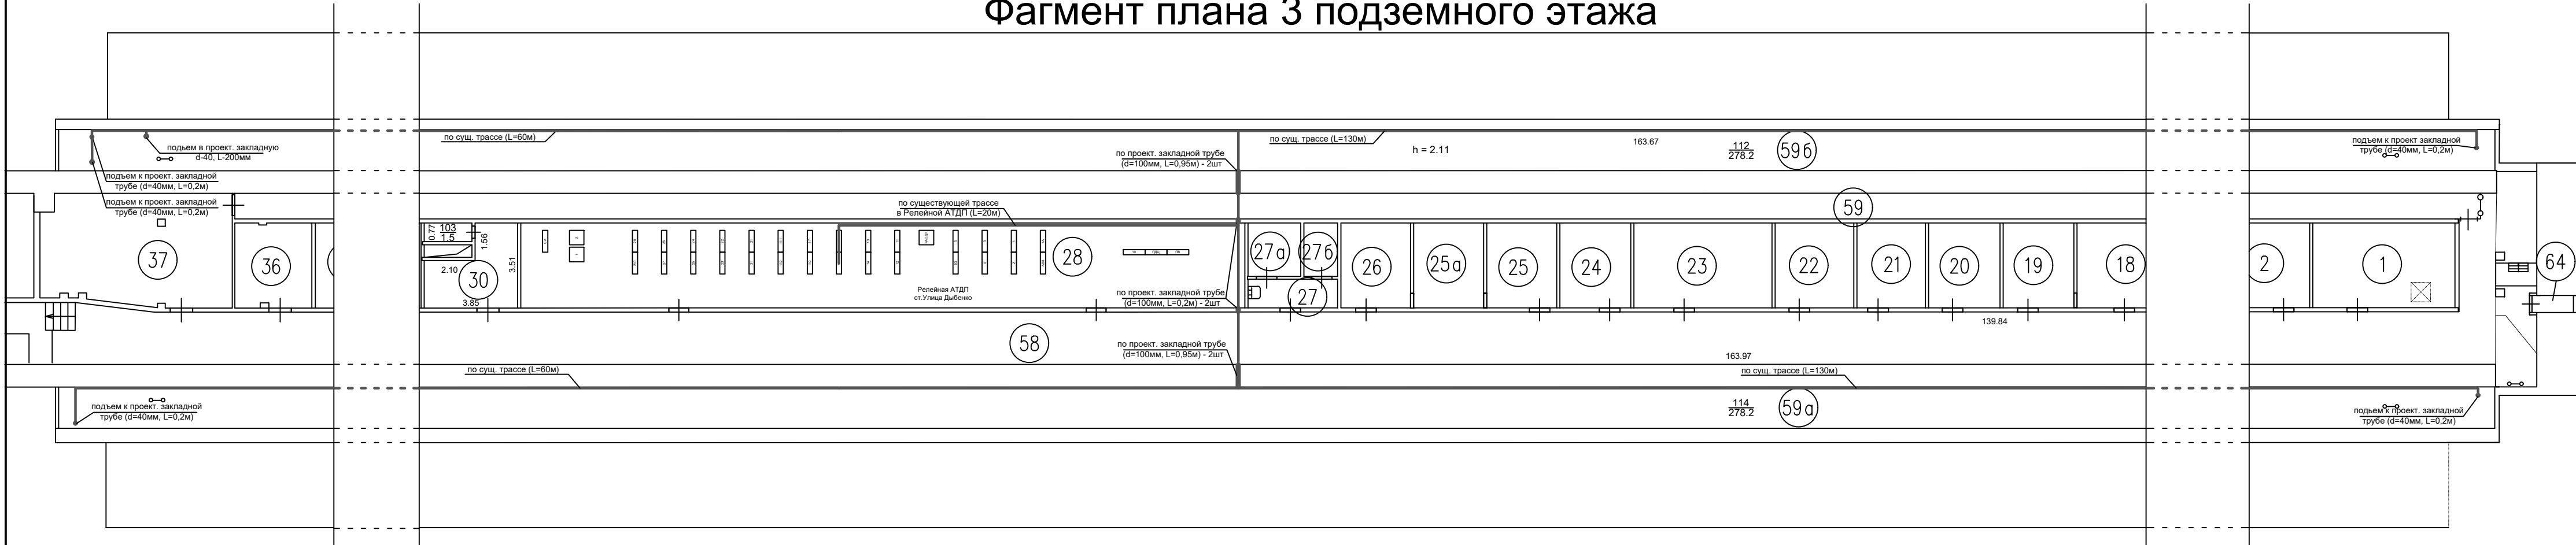 Фагмент плана 3 подземного этажа
по сущ. трассе (L=60м)
по сущ. трассе (L=130м)
163.67
h = 2.11
112
278.2
59б
подъем в проект. закладную
d-40, L-200мм
по проект. закладной трубе
(d=100мм, L=0,95м) - 2шт
подъем к проект. закладной
трубе (d=40мм, L=0,2м)
подъем к проект. закладной
трубе (d=40мм, L=0,2м)
подъем к проект. закладной
трубе (d=40мм, L=0,2м)
по существующей трассе
в Релейной АТДП (L=20м)
59
0.77
103
1.5
1.56
2.10
3.51
3.85
37
36
30
28
27а
27б
27
26
25а
25
24
23
22
21
20
19
18
2
1
64
Релейная АТДП
ст.Улица Дыбенко
по проект. закладной трубе
(d=100мм, L=0,2м) - 2шт
139.84
58
по проект. закладной трубе
(d=100мм, L=0,95м) - 2шт
163.97
по сущ. трассе (L=60м)
по сущ. трассе (L=130м)
подъем к проект. закладной
трубе (d=40мм, L=0,2м)
114
278.2
59а
подъем к проект. закладной
трубе (d=40мм, L=0,2м)